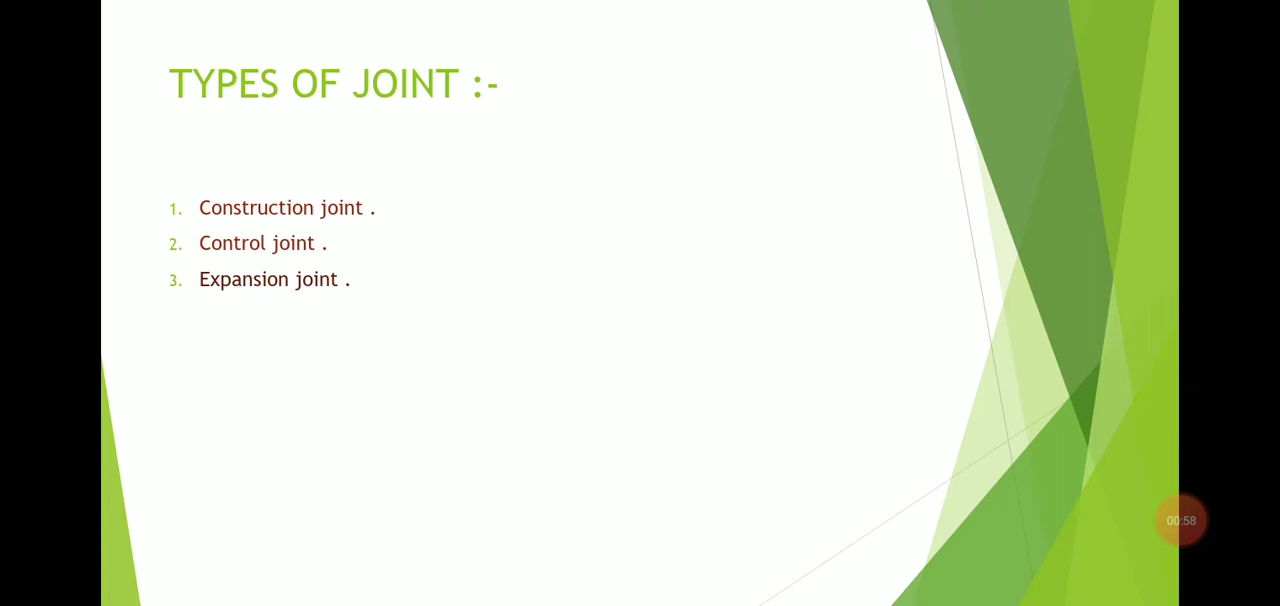 TYPES OF JOINT :-
1. Construction joint .
2. Control joint .
3. Expansion joint .
00:58